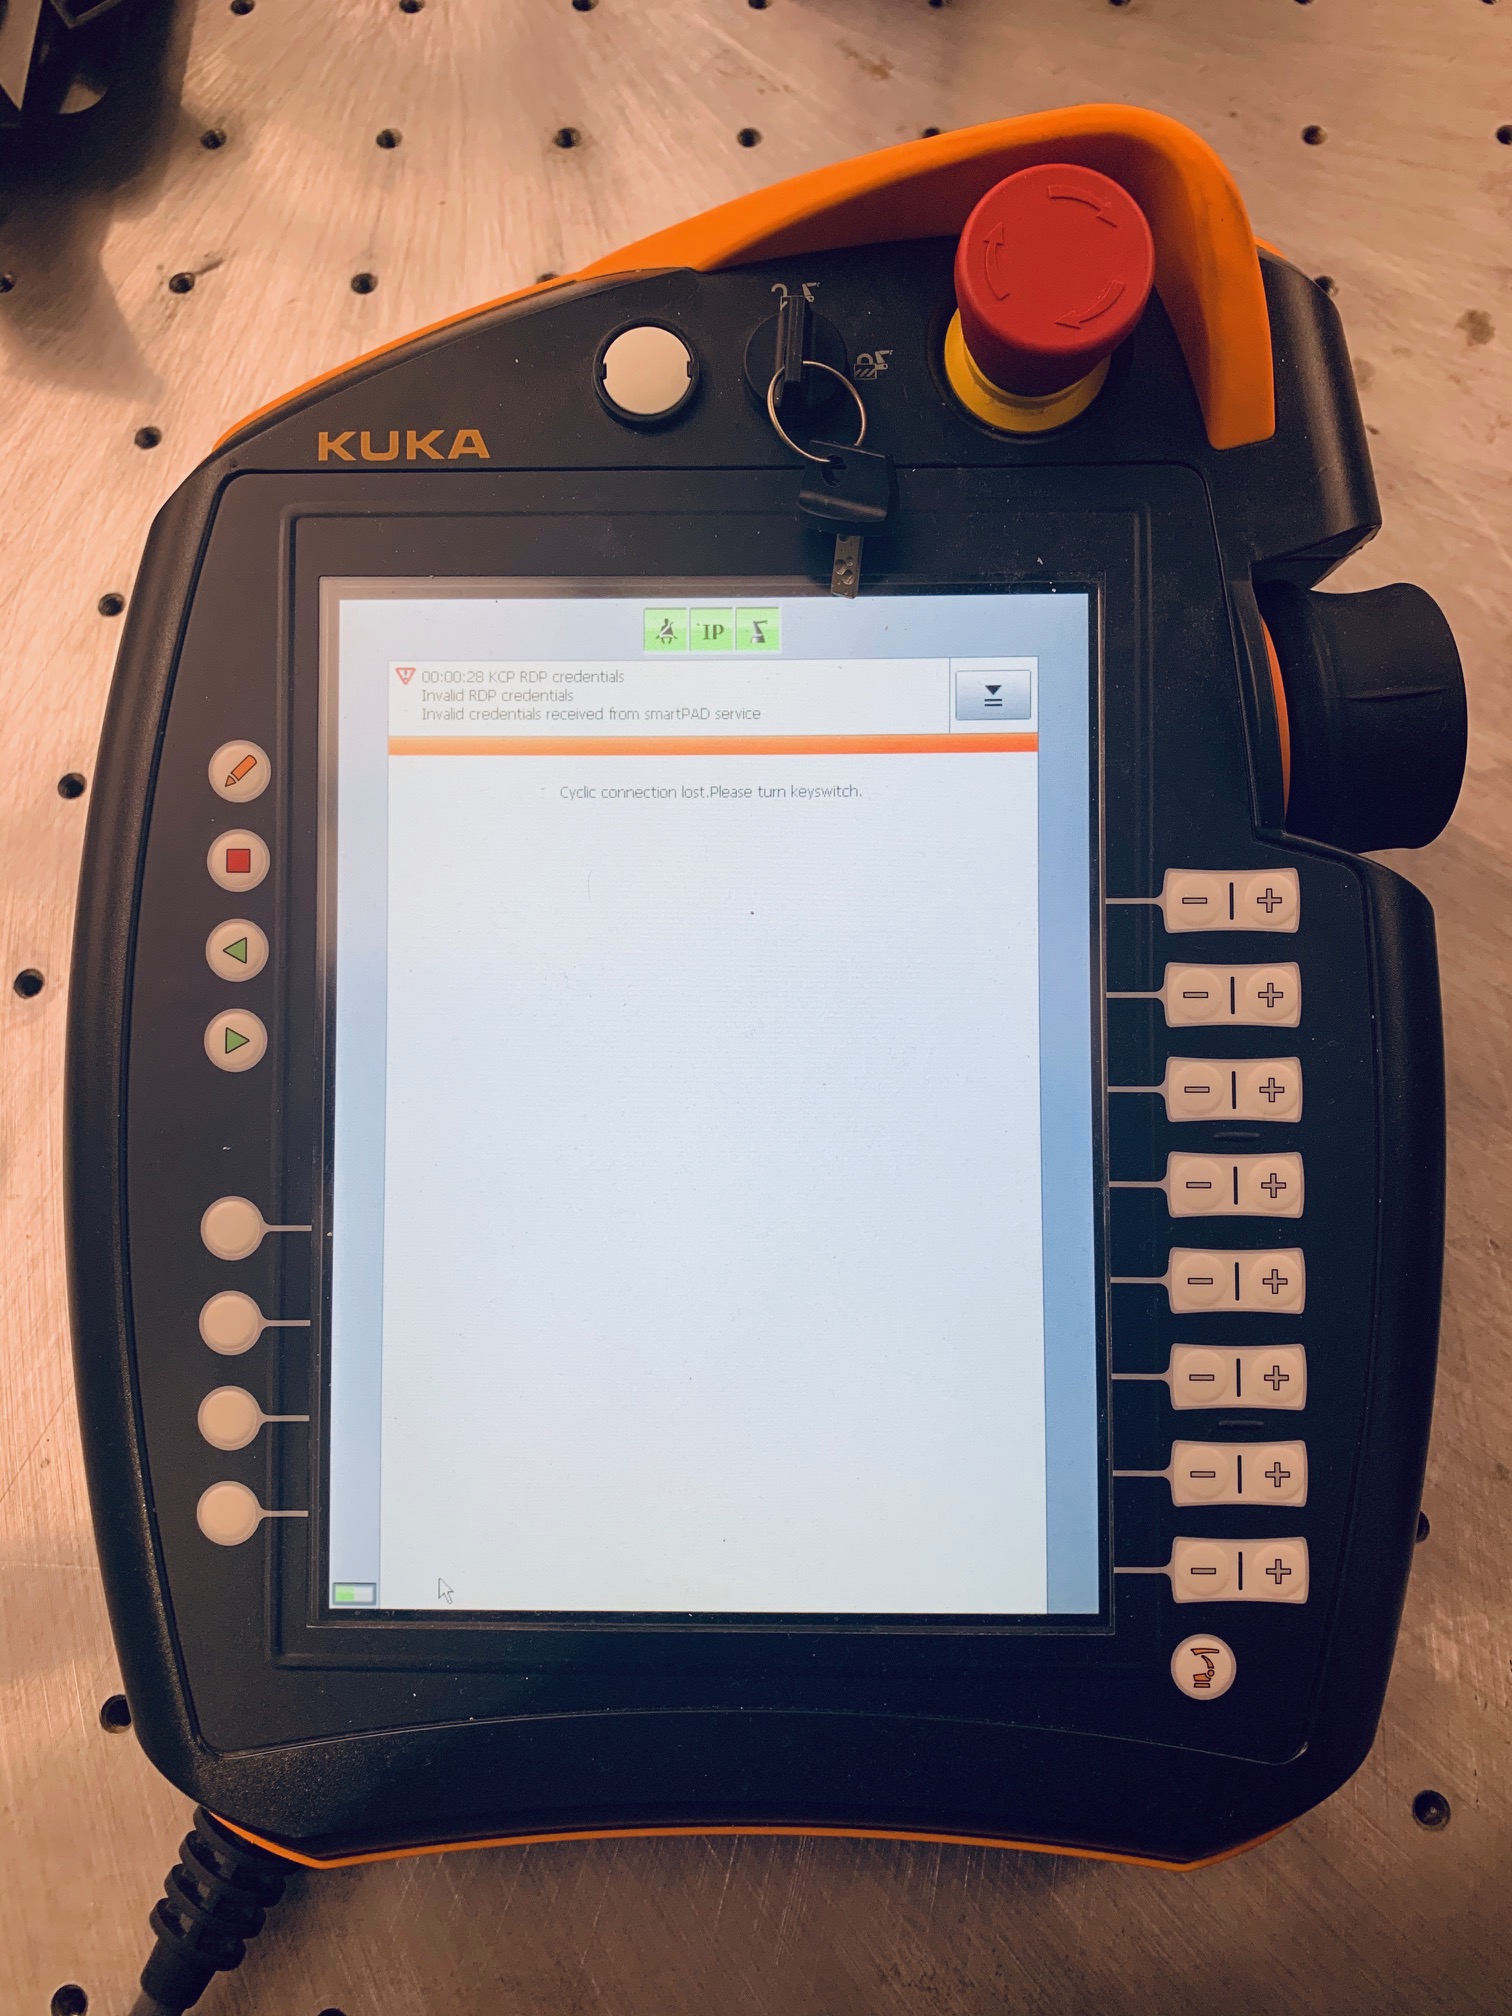 KUKA
IP
00:00:28 KCP RDP credentials
Invalid RDP credentials
Invalid credentials received from smartPAD service
Cyclic connection lost.Please turn keyswitch.